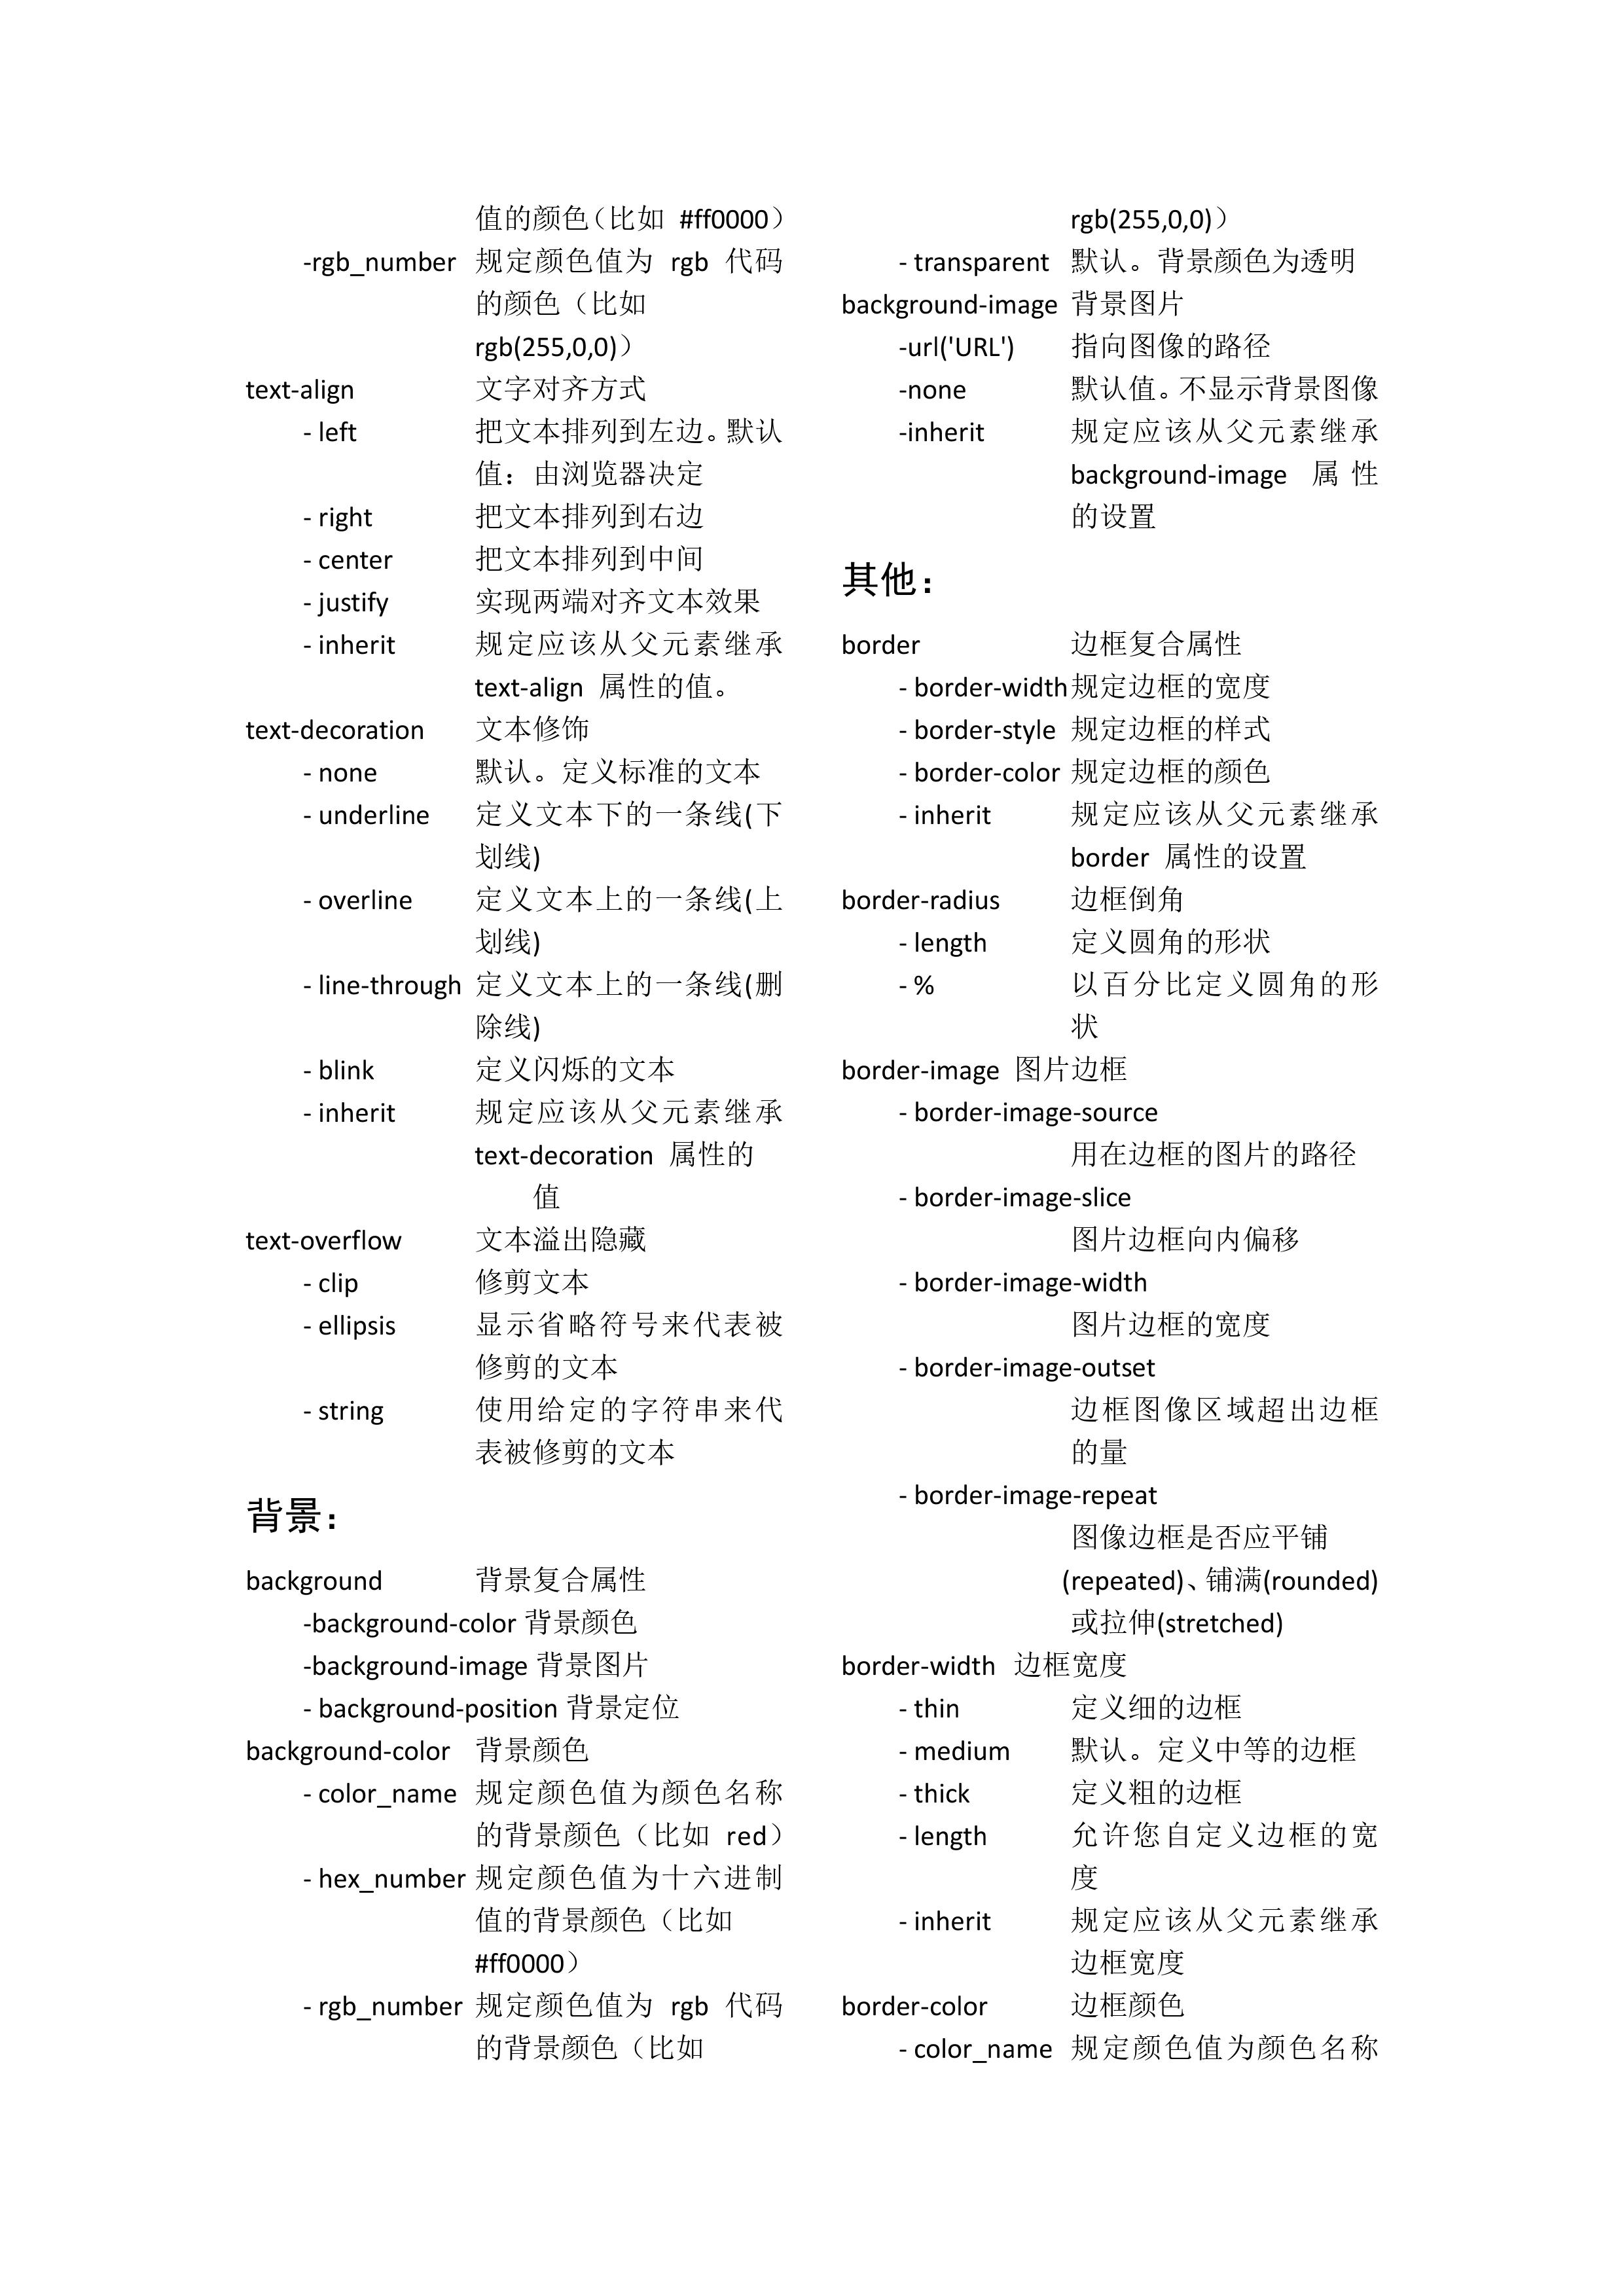 值的颜色（比如 #ff0000）
-rgb_number 规定颜色值为 rgb 代码
的颜色（比如
rgb(255,0,0)）
text-align 文字对齐方式
- left 把文本排列到左边。默认
值：由浏览器决定
- right 把文本排列到右边
- center 把文本排列到中间
- justify 实现两端对齐文本效果
- inherit 规定应该从父元素继承
text-align 属性的值。
text-decoration 文本修饰
- none 默认。定义标准的文本
- underline 定义文本下的一条线(下
划线)
- overline 定义文本上的一条线(上
划线)
- line-through 定义文本上的一条线(删
除线)
- blink 定义闪烁的文本
- inherit 规定应该从父元素继承
text-decoration 属性的
值
text-overflow 文本溢出隐藏
- clip 修剪文本
- ellipsis 显示省略符号来代表被
修剪的文本
- string 使用给定的字符串来代
表被修剪的文本
背景：
background 背景复合属性
-background-color 背景颜色
-background-image 背景图片
- background-position 背景定位
background-color 背景颜色
- color_name 规定颜色值为颜色名称
的背景颜色（比如 red）
- hex_number 规定颜色值为十六进制
值的背景颜色（比如
#ff0000）
- rgb_number 规定颜色值为 rgb 代码
的背景颜色（比如
rgb(255,0,0)）
- transparent 默认。背景颜色为透明
background-image 背景图片
-url('URL') 指向图像的路径
-none 默认值。不显示背景图像
-inherit 规定应该从父元素继承
background-image 属性
的设置
其他：
border 边框复合属性
- border-width 规定边框的宽度
- border-style 规定边框的样式
- border-color 规定边框的颜色
- inherit 规定应该从父元素继承
border 属性的设置
border-radius 边框倒角
- length 定义圆角的形状
- % 以百分比定义圆角的形
状
border-image 图片边框
- border-image-source
用在边框的图片的路径
- border-image-slice
图片边框向内偏移
- border-image-width
图片边框的宽度
- border-image-outset
边框图像区域超出边框
的量
- border-image-repeat
图像边框是否应平铺
(repeated)、铺满(rounded)
或拉伸(stretched)
border-width 边框宽度
- thin 定义细的边框
- medium 默认。定义中等的边框
- thick 定义粗的边框
- length 允许您自定义边框的宽
度
- inherit 规定应该从父元素继承
边框宽度
border-color 边框颜色
- color_name 规定颜色值为颜色名称